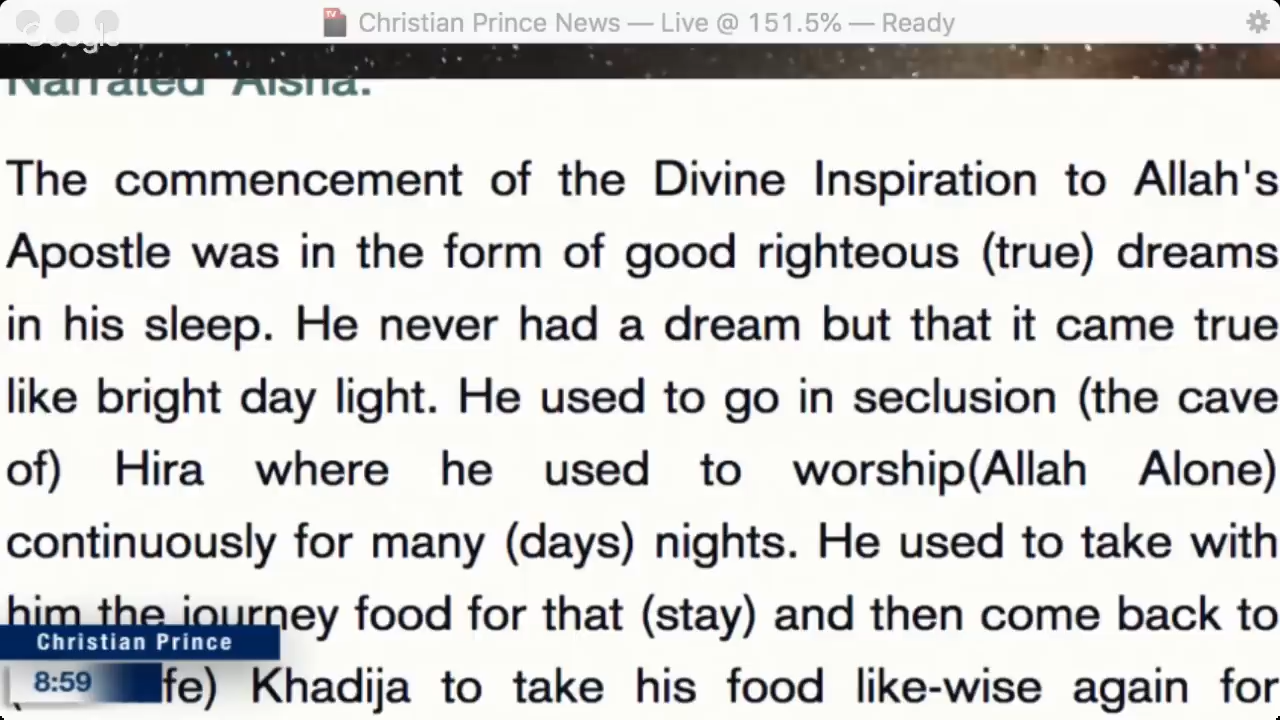 Christian Prince News — Live @ 151.5% — Ready
Google
Narrated Aisha:
The commencement of the Divine Inspiration to Allah's
Apostle was in the form of good righteous (true) dreams
in his sleep. He never had a dream but that it came true
like bright day light. He used to go in seclusion (the cave
of) Hira where he used to worship(Allah Alone)
continuously for many (days) nights. He used to take with
him the journey food for that (stay) and then come back to
fe) Khadija to take his food like-wise again for
Christian Prince
8:59